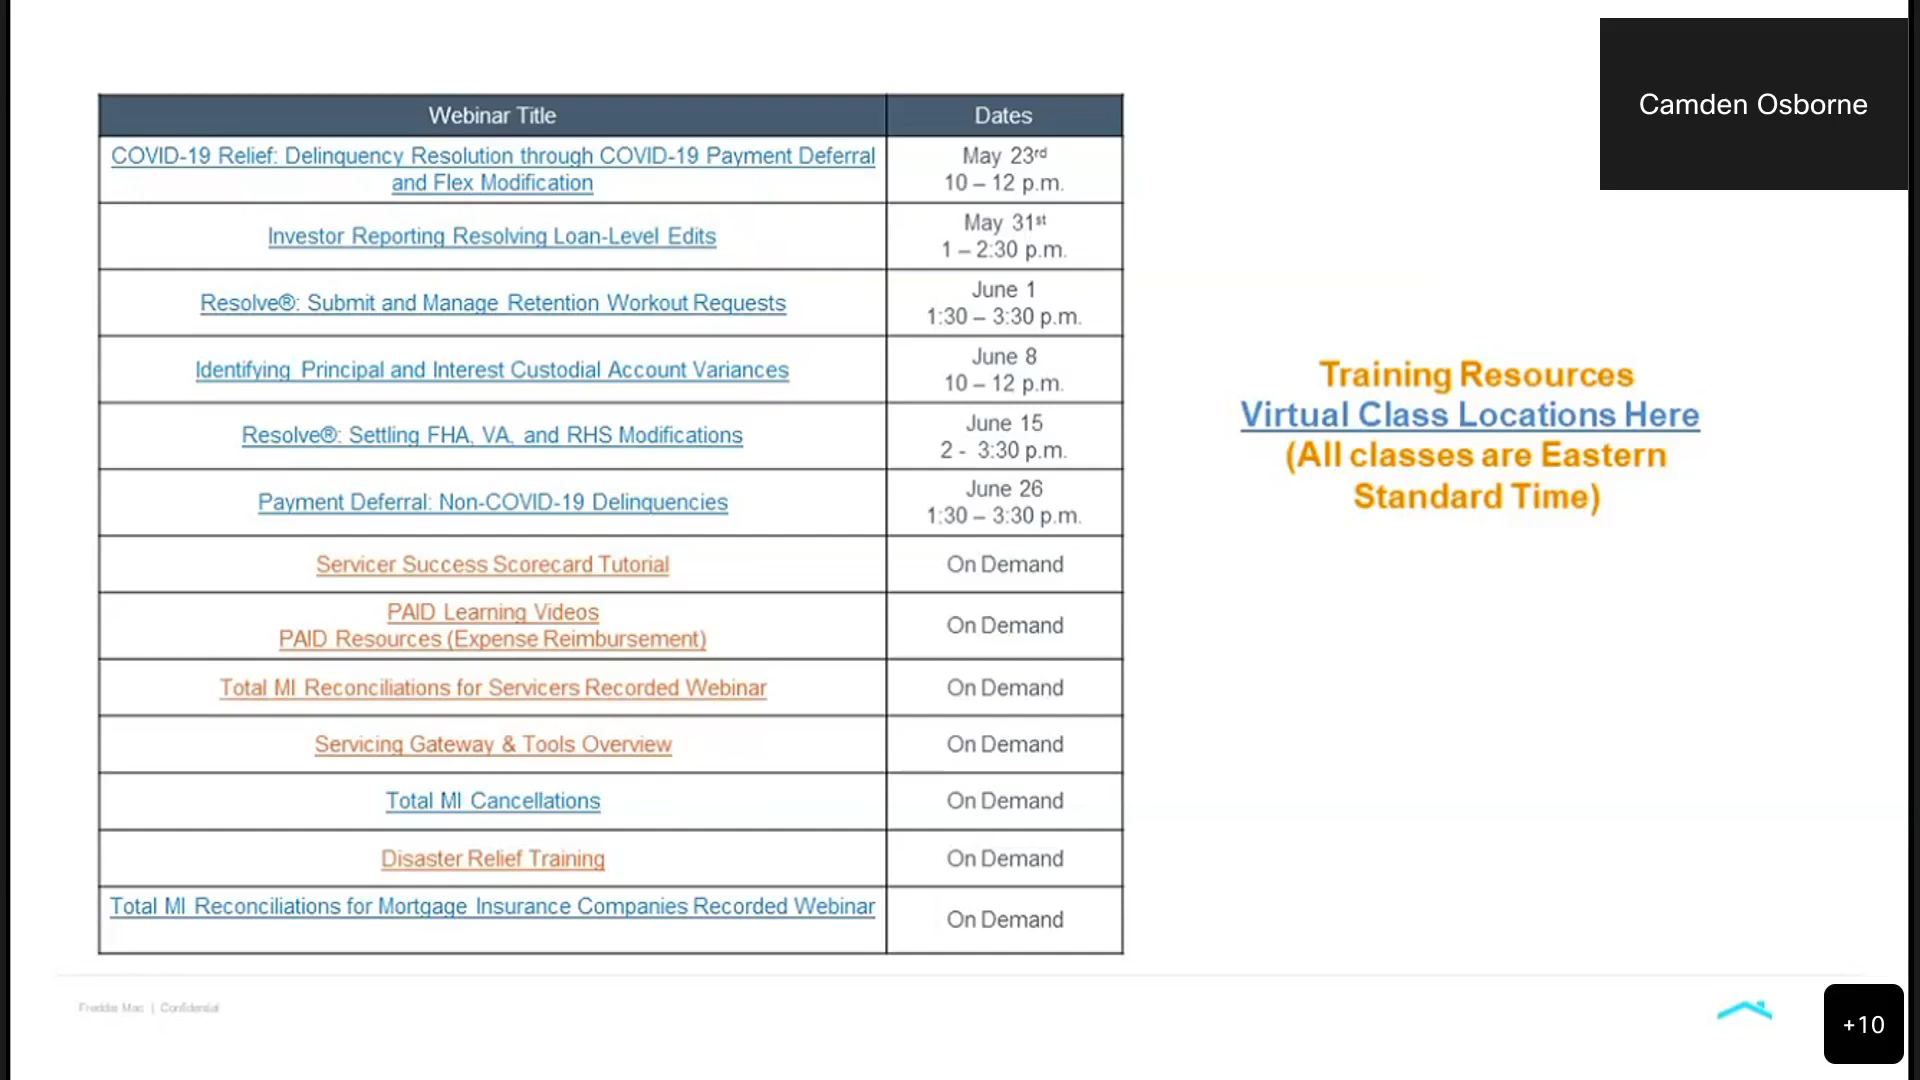 Camden Osborne
Webinar Title Dates
COVID-19 Relief: Delinquency Resolution through COVID-19 Payment Deferral
and Flex Modification
May 23rd
10 – 12 p.m.
Investor Reporting Resolving Loan-Level Edits
May 31st
1 – 2:30 p.m.
Resolve®: Submit and Manage Retention Workout Requests
June 1
1:30 – 3:30 p.m.
Identifying Principal and Interest Custodial Account Variances
June 8
10 – 12 p.m.
Resolve®: Settling FHA, VA, and RHS Modifications
June 15
2 - 3:30 p.m.
Payment Deferral: Non-COVID-19 Delinquencies
June 26
1:30 – 3:30 p.m.
Servicer Success Scorecard Tutorial On Demand
PAID Learning Videos
PAID Resources (Expense Reimbursement)
On Demand
Total MI Reconciliations for Servicers Recorded Webinar On Demand
Servicing Gateway & Tools Overview On Demand
Total MI Cancellations On Demand
Disaster Relief Training On Demand
Total MI Reconciliations for Mortgage Insurance Companies Recorded Webinar
On Demand
Training Resources
Virtual Class Locations Here
(All classes are Eastern
Standard Time)
Freddie Mac | Confidential
+10